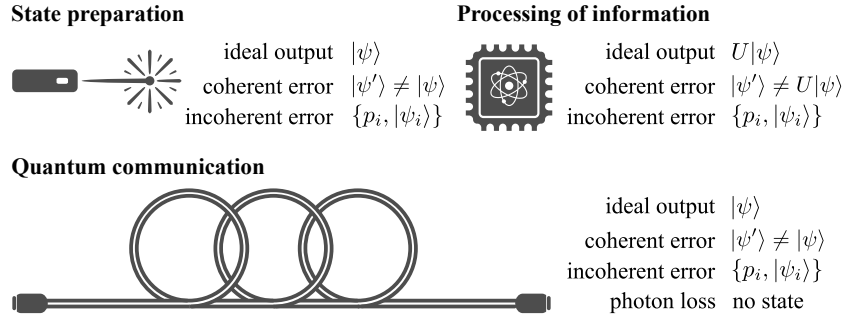 State preparation
ideal output |ψ⟩
coherent error |ψ′⟩ ≠ |ψ⟩
incoherent error {pᵢ, |ψᵢ⟩}
Processing of information
ideal output U|ψ⟩
coherent error |ψ′⟩ ≠ U|ψ⟩
incoherent error {pᵢ, |ψᵢ⟩}
Quantum communication
ideal output |ψ⟩
coherent error |ψ′⟩ ≠ |ψ⟩
incoherent error {pᵢ, |ψᵢ⟩}
photon loss no state